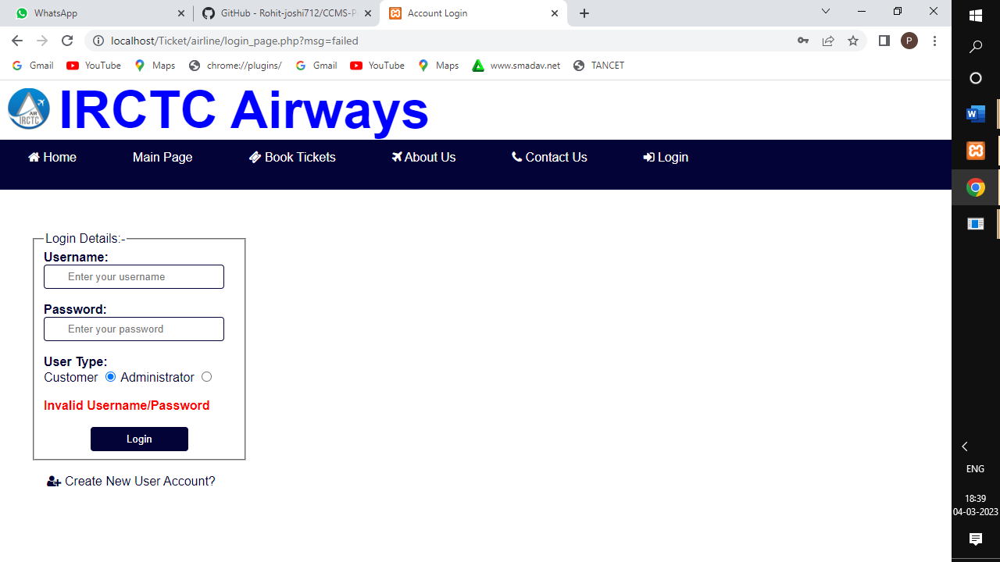 WhatsApp
GitHub - Rohit-joshi712/CCMS-P
Account Login
localhost/Ticket/airline/login_page.php?msg=failed
P
Gmail YouTube Maps chrome://plugins/ Gmail YouTube Maps www.smadav.net TANCET
AIR
IRCTC
IRCTC Airways
Home Main Page Book Tickets About Us Contact Us Login
Login Details:-
Username:
Enter your username
Password:
Enter your password
User Type:
Customer Administrator
Invalid Username/Password
Login
Create New User Account?
W
ENG
18:39
04-03-2023